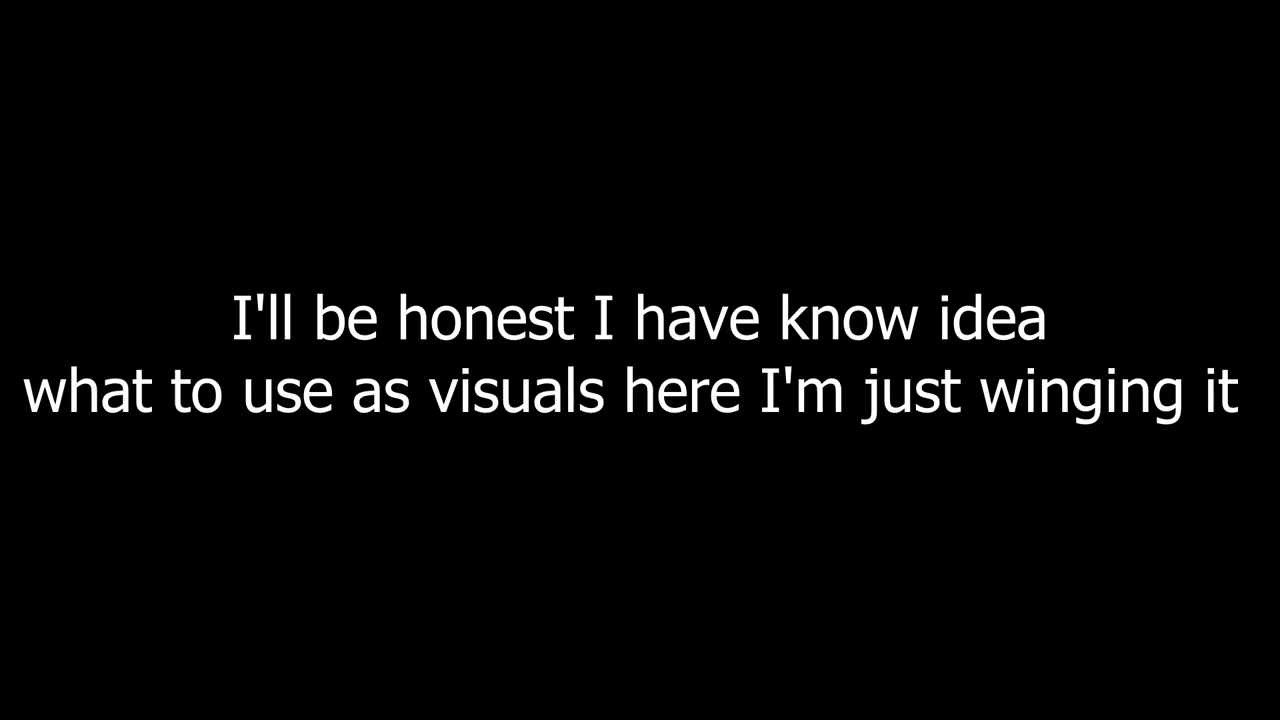 I'll be honest I have know idea
what to use as visuals here I'm just winging it